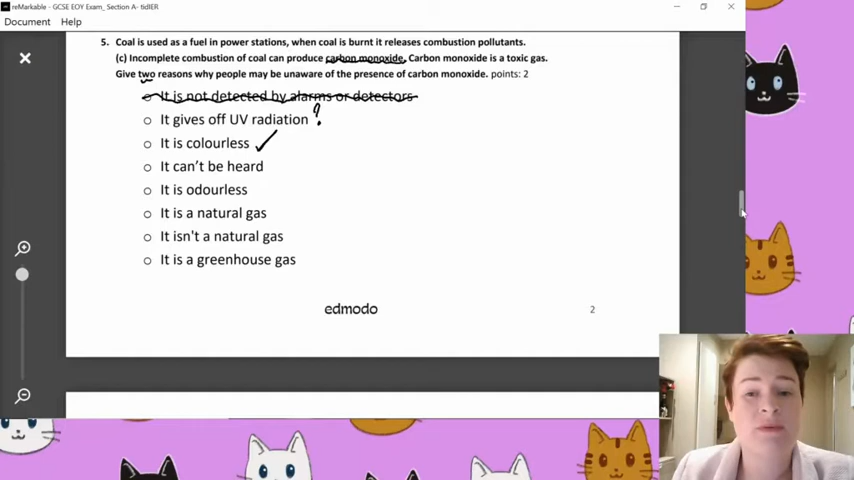 reMarkable - GCSE EOY Exam_ Section A- tidIER
Document Help
5. Coal is used as a fuel in power stations, when coal is burnt it releases combustion pollutants.
(c) Incomplete combustion of coal can produce carbon monoxide. Carbon monoxide is a toxic gas.
Give two reasons why people may be unaware of the presence of carbon monoxide. points: 2
It is not detected by alarms or detectors
It gives off UV radiation ?
It is colourless
It can't be heard
It is odourless
It is a natural gas
It isn't a natural gas
It is a greenhouse gas
edmodo 2